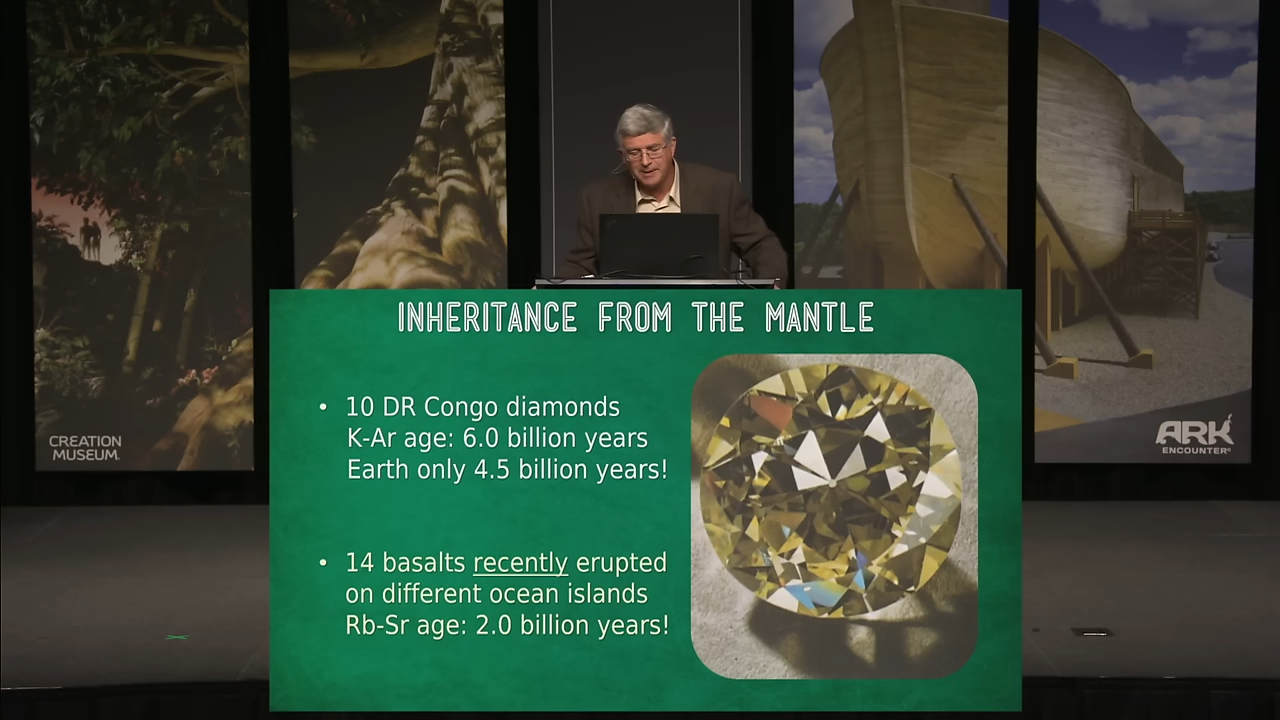 INHERITANCE FROM THE MANTLE
• 10 DR Congo diamonds
K-Ar age: 6.0 billion years
Earth only 4.5 billion years!
• 14 basalts recently erupted
on different ocean islands
Rb-Sr age: 2.0 billion years!
CREATION
MUSEUM
ARK
ENCOUNTER